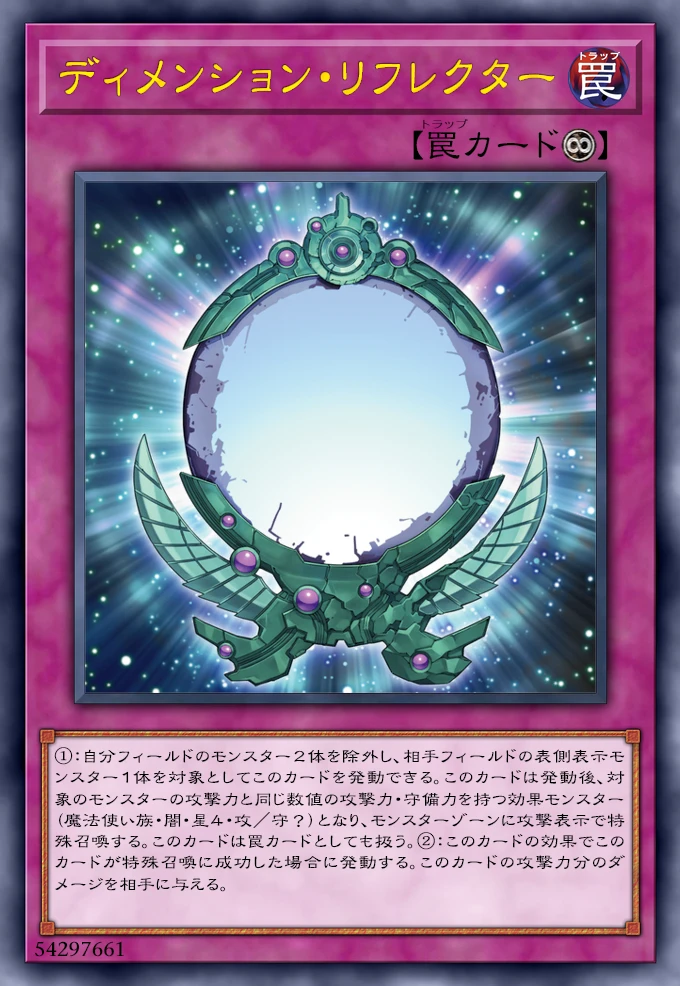 ディメンション・リフレクター
トラップ
罠
トラップ
【罠カード】
①:自分フィールドのモンスター2体を除外し、相手フィールドの表側表示モ
ンスター1体を対象としてこのカードを発動できる。このカードは発動後、対
象のモンスターの攻撃力と同じ数値の攻撃力・守備力を持つ効果モンスター
(魔法使い族・闇・星4・攻/守?)となり、モンスターゾーンに攻撃表示で特
殊召喚する。このカードは罠カードとしても扱う。②:このカードの効果でこの
カードが特殊召喚に成功した場合に発動する。このカードの攻撃力分のダ
メージを相手に与える。
54297661